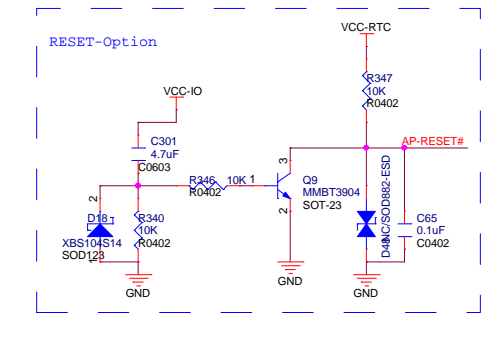 VCC-RTC
RESET-Option
R347
10K
R0402
VCC-IO
AP-RESET#
C301
4.7uF
C0603
3
R346 10K 1
R0402
Q9
MMBT3904
SOT-23
2
2
D18
XBS104S14
SOD123
1
R340
10K
R0402
NC/SOD882-ESD
C65
0.1uF
C0402
GND
GND
GND